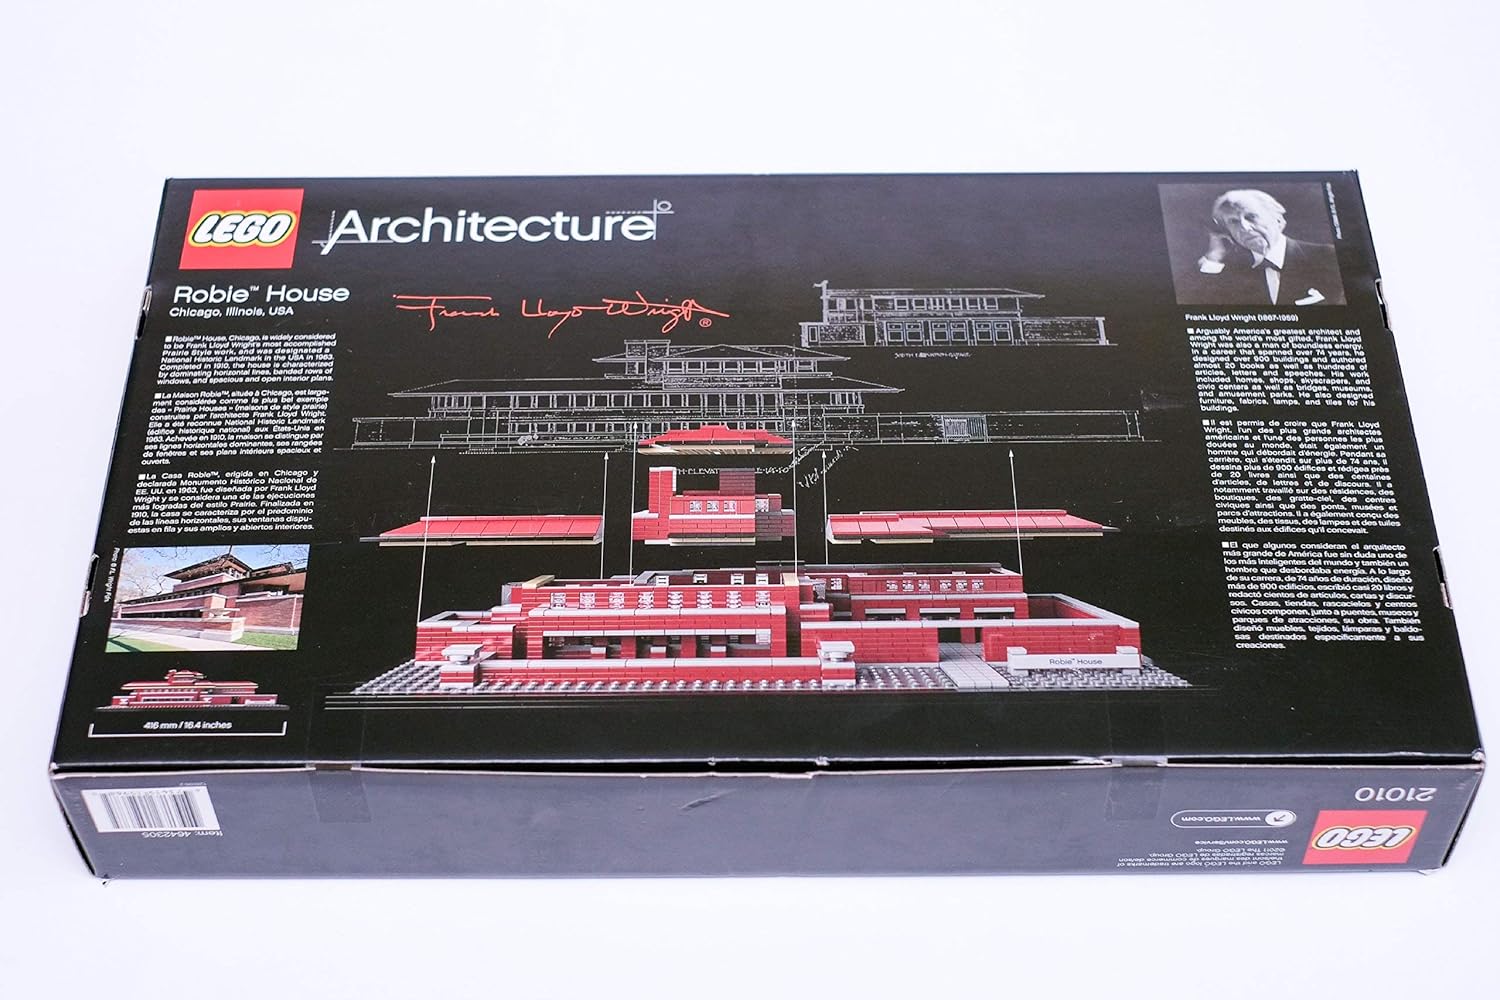 LEGO
Architecture
Robie™ House
Chicago, Illinois, USA
Frank Lloyd Wright®
■ Robie™ House, Chicago, is widely considered
to be Frank Lloyd Wright's most accomplished
Prairie Style work, and was designated a
National Historic Landmark in the USA in 1963.
Completed in 1910, the house is characterized
by dominating horizontal lines, banded rows of
windows, and spacious and open interior plans.
■ La Maison Robie™, située à Chicago, est large-
ment considérée comme le plus bel exemple
des « Prairie Houses » (maisons de style prairie)
construites par l'architecte Frank Lloyd Wright.
Elle a été reconnue National Historic Landmark
(édifice historique national) aux États-Unis en
1963. Achevée en 1910, la maison se distingue par
ses lignes horizontales dominantes, ses rangées
de fenêtres et ses plans intérieurs spacieux et
ouverts.
■ La Casa Robie™, erigida en Chicago y
declarada Monumento Histórico Nacional de
EE. UU. en 1963, fue diseñada por Frank Lloyd
Wright y se considera una de las ejecuciones
más logradas del estilo Prairie. Finalizada en
1910, la casa se caracteriza por el predominio
de las líneas horizontales, sus ventanas dispu-
estas en fila y sus amplios y abiertos interiores.
416 mm / 16.4 inches
Robie™ House
Frank Lloyd Wright (1867-1959)
■ Arguably America's greatest architect and
among the world's most gifted, Frank Lloyd
Wright was also a man of boundless energy.
In a career that spanned over 74 years, he
designed over 900 buildings and authored
almost 20 books as well as hundreds of
articles, letters and speeches. His work
included homes, shops, skyscrapers, and
civic centers as well as bridges, museums,
and amusement parks. He also designed
furniture, fabrics, lamps, and tiles for his
buildings.
■ Il est permis de croire que Frank Lloyd
Wright, l'un des plus grands architectes
américains et l'une des personnes les plus
douées au monde, était également un
homme qui débordait d'énergie. Pendant sa
carrière, qui s'étendit sur plus de 74 ans, il
dessina plus de 900 édifices et rédigea près
de 20 livres ainsi que des centaines
d'articles, de lettres et de discours. Il a
notamment travaillé sur des résidences, des
boutiques, des gratte-ciel, des centres
civiques ainsi que des ponts, musées et
parcs d'attractions. Il a également conçu des
meubles, des tissus, des lampes et des tuiles
destinés aux édifices qu'il concevait.
■ El que algunos consideran el arquitecto
más grande de América fue sin duda uno de
los más inteligentes del mundo y también un
hombre que desbordaba energía. A lo largo
de su carrera, de 74 años de duración, diseñó
más de 900 edificios, escribió casi 20 libros y
redactó cientos de artículos, cartas y discur-
sos. Casas, tiendas, rascacielos y centros
cívicos componen, junto a puentes, museos y
parques de atracciones, su obra. También
diseñó muebles, tejidos, lámparas y baldo-
sas destinados específicamente a sus
creaciones.
21010
LEGO
www.LEGO.com
www.LEGO.com/service
LEGO and the LEGO logo are trademarks of
©2011 The LEGO Group.
Item: 4642305